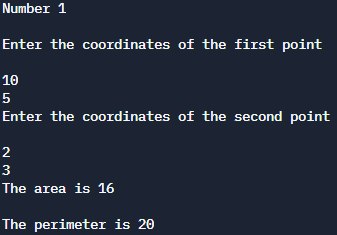 Number 1
Enter the coordinates of the first point
10
5
Enter the coordinates of the second point
2
3
The area is 16
The perimeter is 20